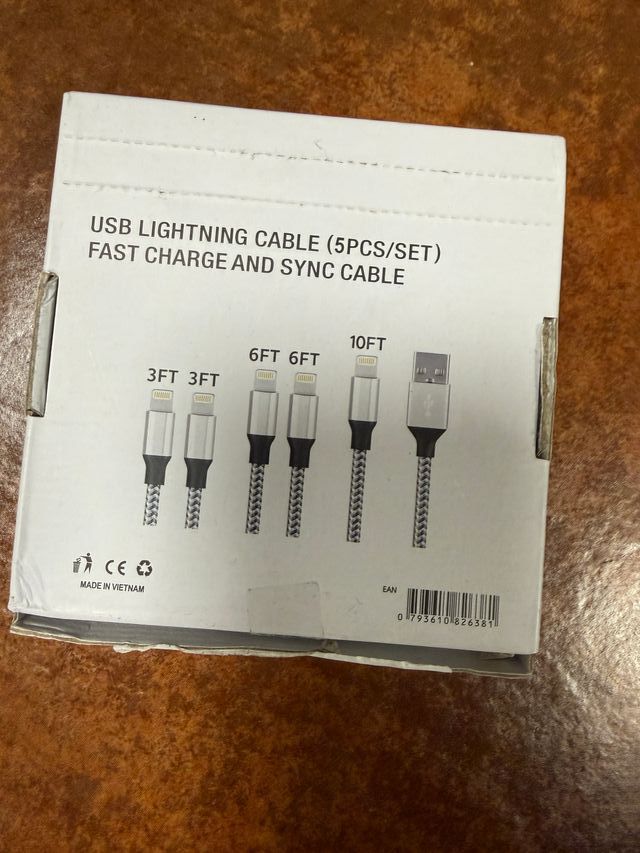 USB LIGHTNING CABLE (5PCS/SET)
FAST CHARGE AND SYNC CABLE
3FT 3FT 6FT 6FT 10FT
CE
MADE IN VIETNAM
EAN
0 793610 826381